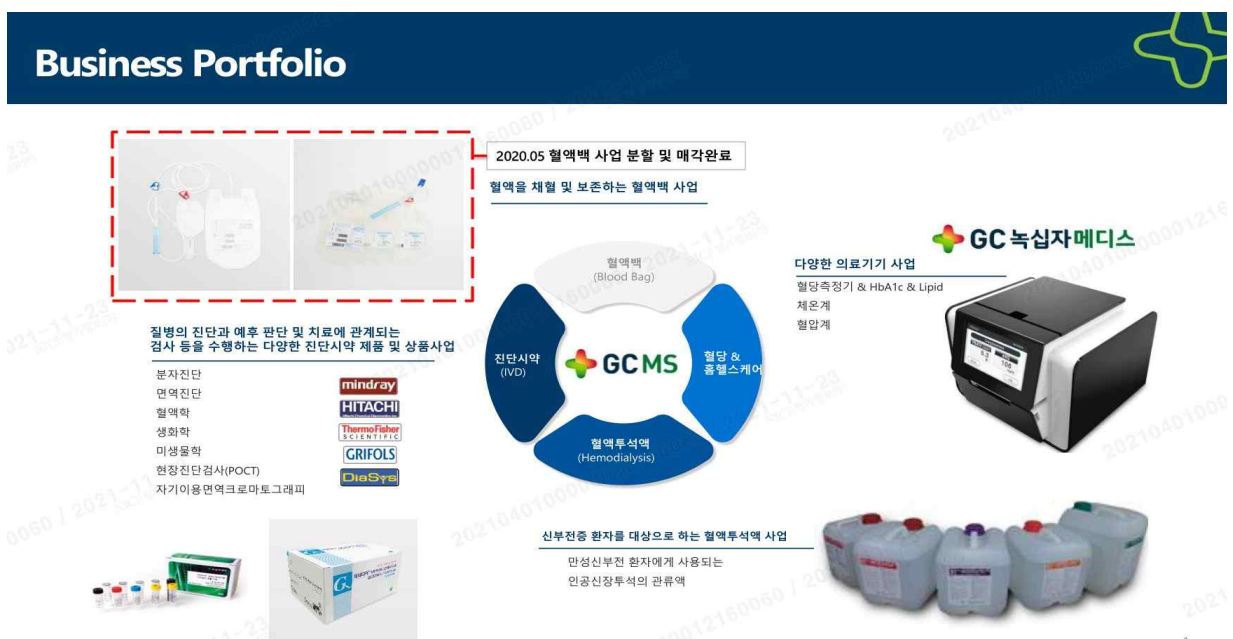 Business Portfolio
2020.05 혈액백 사업 분할 및 매각완료
혈액을 채혈 및 보존하는 혈액백 사업
GC녹십자메디스
다양한 의료기기 사업
혈당측정기 & HbA1c & Lipid
체온계
혈압계
혈액백
(Blood Bag)
질병의 진단과 예후 판단 및 치료에 관계되는
검사 등을 수행하는 다양한 진단시약 제품 및 상품사업
분자진단
면역진단
혈액학
생화학
미생물학
현장진단검사(POCT)
자기이용면역크로마토그래피
mindray
HITACHI
ThermoFisher
SCIENTIFIC
GRIFOLS
DiaSys
진단시약
(IVD)
GCMS
혈당 &
홈헬스케어
혈액투석액
(Hemodialysis)
신부전증 환자를 대상으로 하는 혈액투석액 사업
만성신부전 환자에게 사용되는
인공신장투석의 관류액